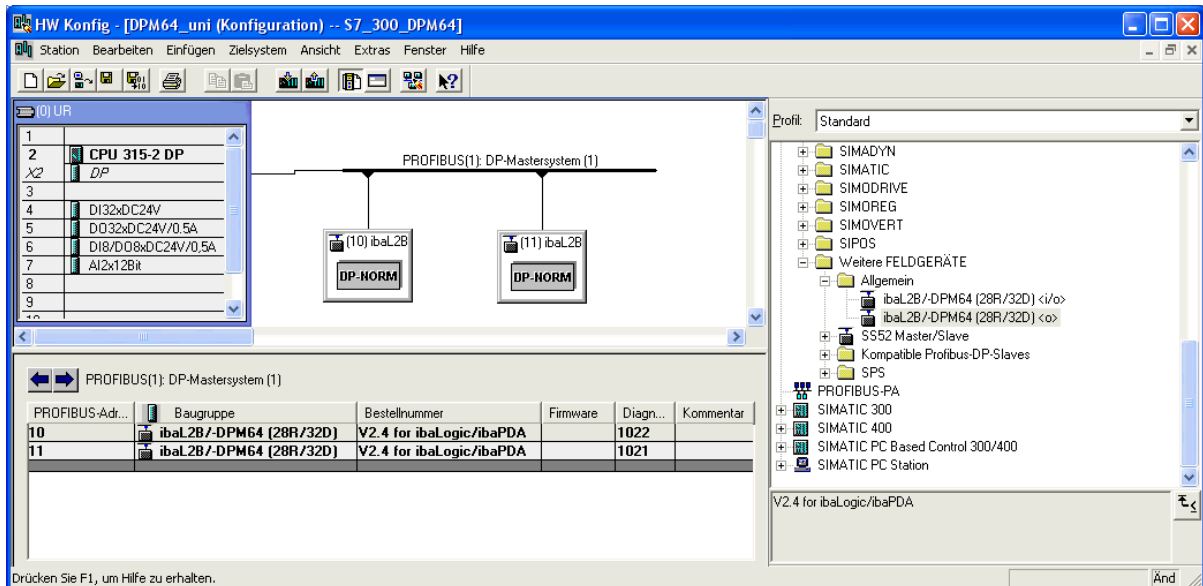 HW Konfig - [DPM64_uni (Konfiguration) -- S7_300_DPM64]
Station Bearbeiten Einfügen Zielsystem Ansicht Extras Fenster Hilfe
(0) UR
1
2 CPU 315-2 DP
X2 DP
3
4 DI32xDC24V
5 DO32xDC24V/0.5A
6 DI8/DO8xDC24V/0,5A
7 AI2x12Bit
8
9
PROFIBUS(1): DP-Mastersystem (1)
(10) ibaL2B
DP-NORM
(11) ibaL2B
DP-NORM
Profil: Standard
SIMADYN
SIMATIC
SIMODRIVE
SIMOREG
SIMOVERT
SIPOS
Weitere FELDGERÄTE
Allgemein
ibaL2B/-DPM64 (28R/32D) <i/o>
ibaL2B/-DPM64 (28R/32D) <o>
SS52 Master/Slave
Kompatible Profibus-DP-Slaves
SPS
PROFIBUS-PA
SIMATIC 300
SIMATIC 400
SIMATIC PC Based Control 300/400
SIMATIC PC Station
V2.4 for ibaLogic/ibaPDA
PROFIBUS(1): DP-Mastersystem (1)
PROFIBUS-Adr... Baugruppe Bestellnummer Firmware Diagn... Kommentar
10 ibaL2B/-DPM64 (28R/32D) V2.4 for ibaLogic/ibaPDA 1022
11 ibaL2B/-DPM64 (28R/32D) V2.4 for ibaLogic/ibaPDA 1021
Drücken Sie F1, um Hilfe zu erhalten.
Änd